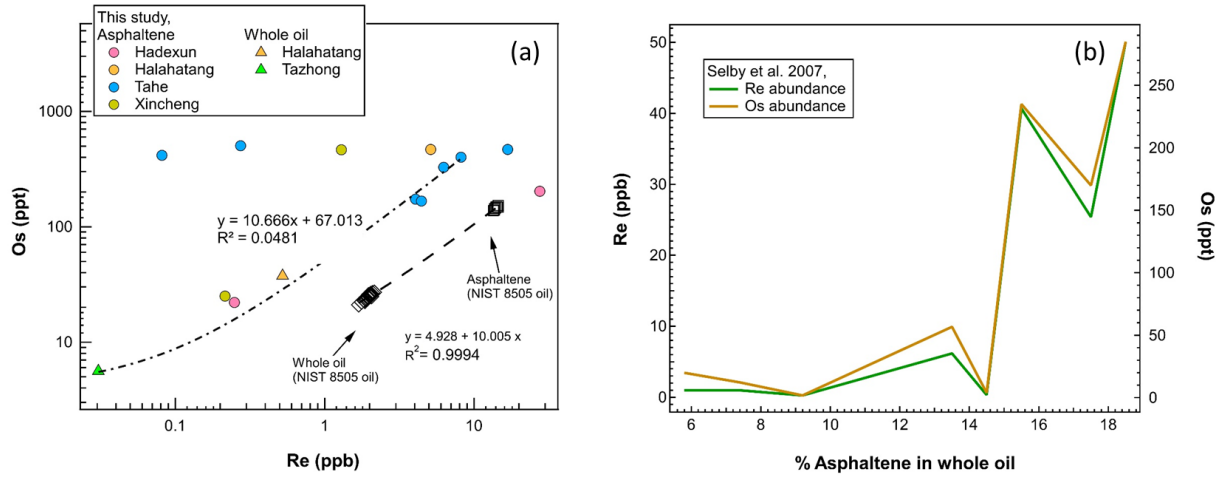 This study,
Asphaltene
Whole oil
Hadexun
Halahatang
Halahatang
Tazhong
Tahe
Xincheng
(a)
1000
100
10
Os (ppt)
y = 10.666x + 67.013
R² = 0.0481
Asphaltene
(NIST 8505 oil)
y = 4.928 + 10.005 x
R²= 0.9994
Whole oil
(NIST 8505 oil)
0.1
1
10
Re (ppb)
(b)
Selby et al. 2007,
Re abundance
Os abundance
50
40
30
20
10
0
Re (ppb)
250
200
150
100
50
0
Os (ppt)
6 8 10 12 14 16 18
% Asphaltene in whole oil